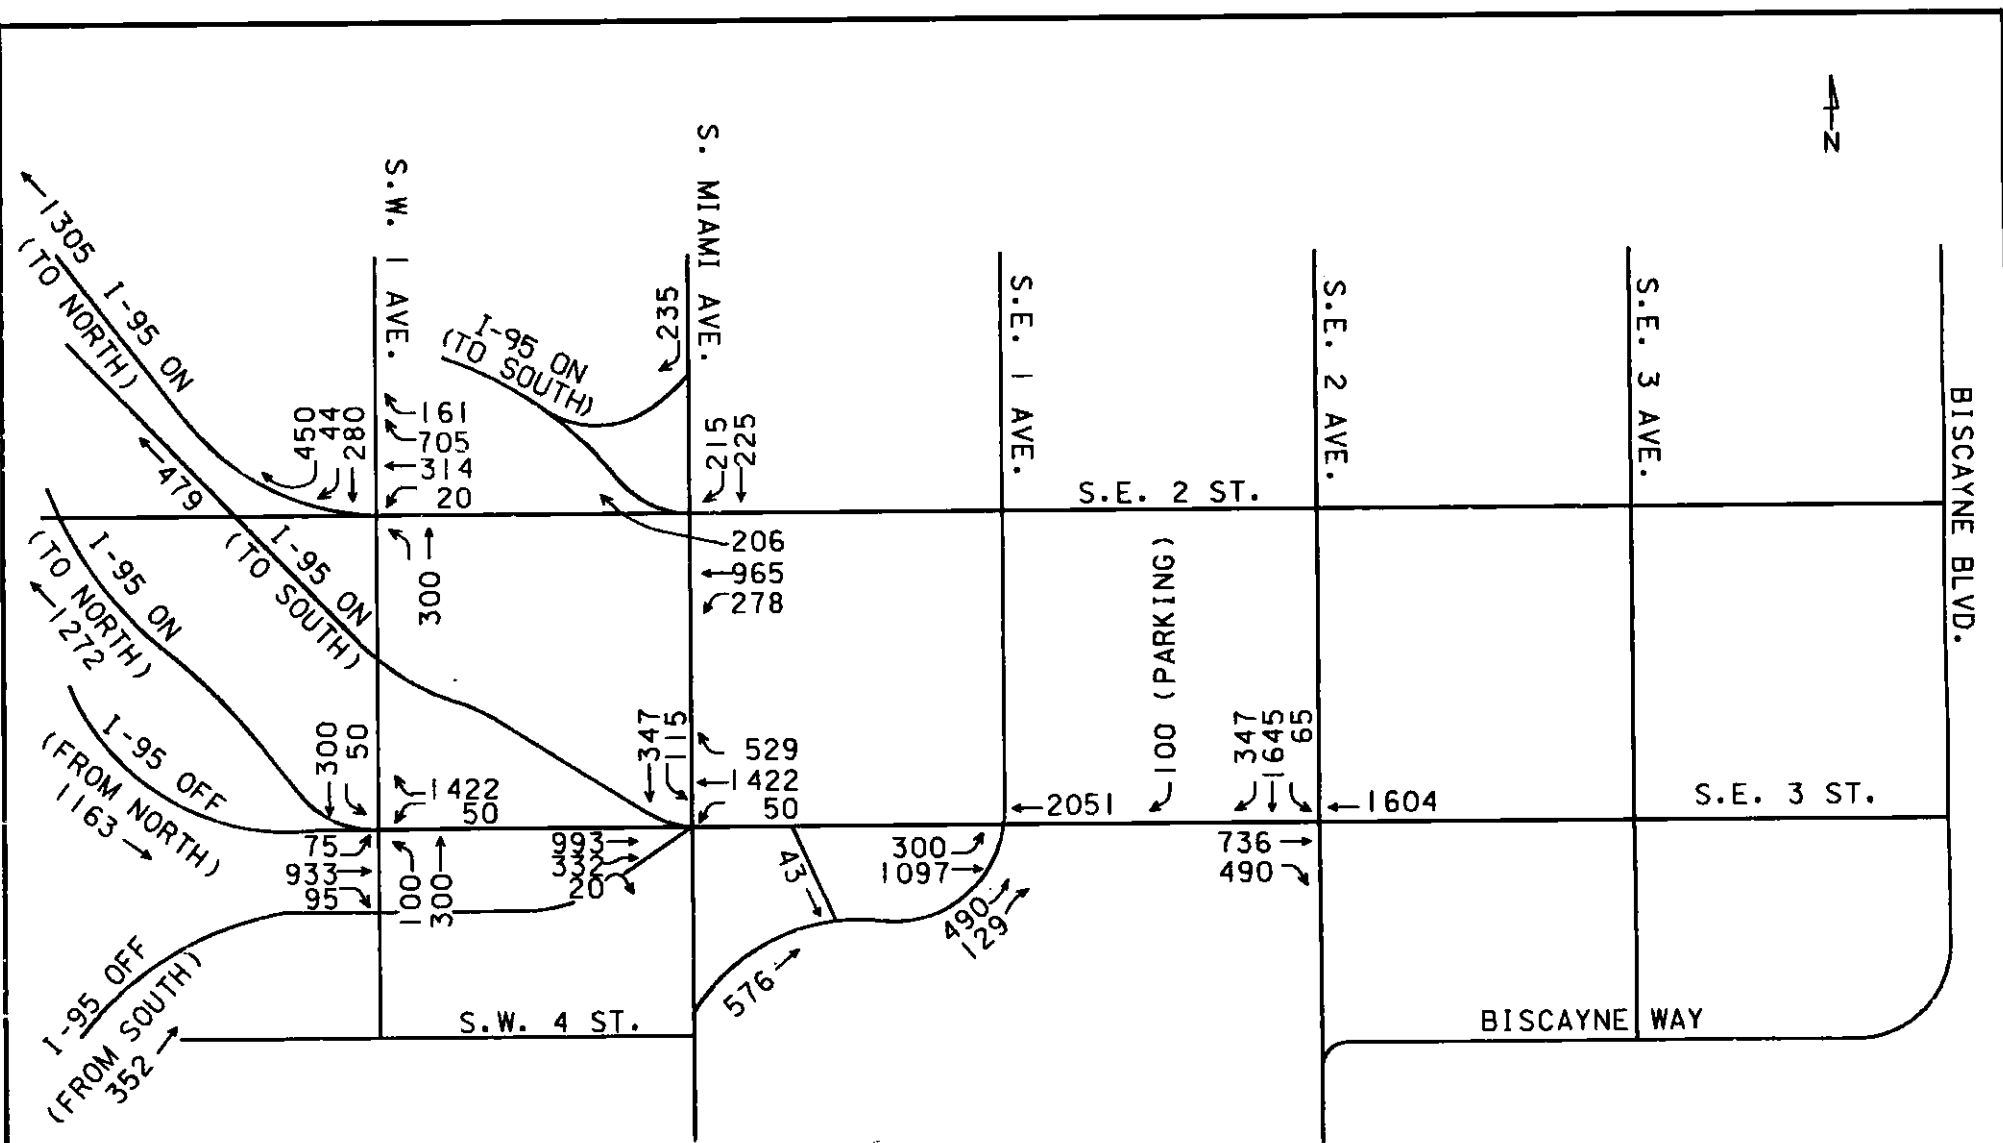 N
S.W. 1 AVE.
S. MIAMI AVE.
S.E. 1 AVE.
S.E. 2 AVE.
S.E. 3 AVE.
BISCAYNE BLVD.
1305
I-95 ON
(TO NORTH)
I-95 ON
(TO SOUTH)
235
450
44
280
161
705
314
20
215
225
S.E. 2 ST.
479
I-95 ON
(TO SOUTH)
300
206
965
278
I-95 ON
(TO NORTH)
1272
100 (PARKING)
I-95 OFF
(FROM NORTH)
1163
300
50
1422
50
347
115
529
1422
50
2051
347
1645
65
1604
S.E. 3 ST.
75
933
95
100
300
993
332
20
43
300
1097
490
129
736
490
I-95 OFF
(FROM SOUTH)
352
576
S.W. 4 ST.
BISCAYNE WAY